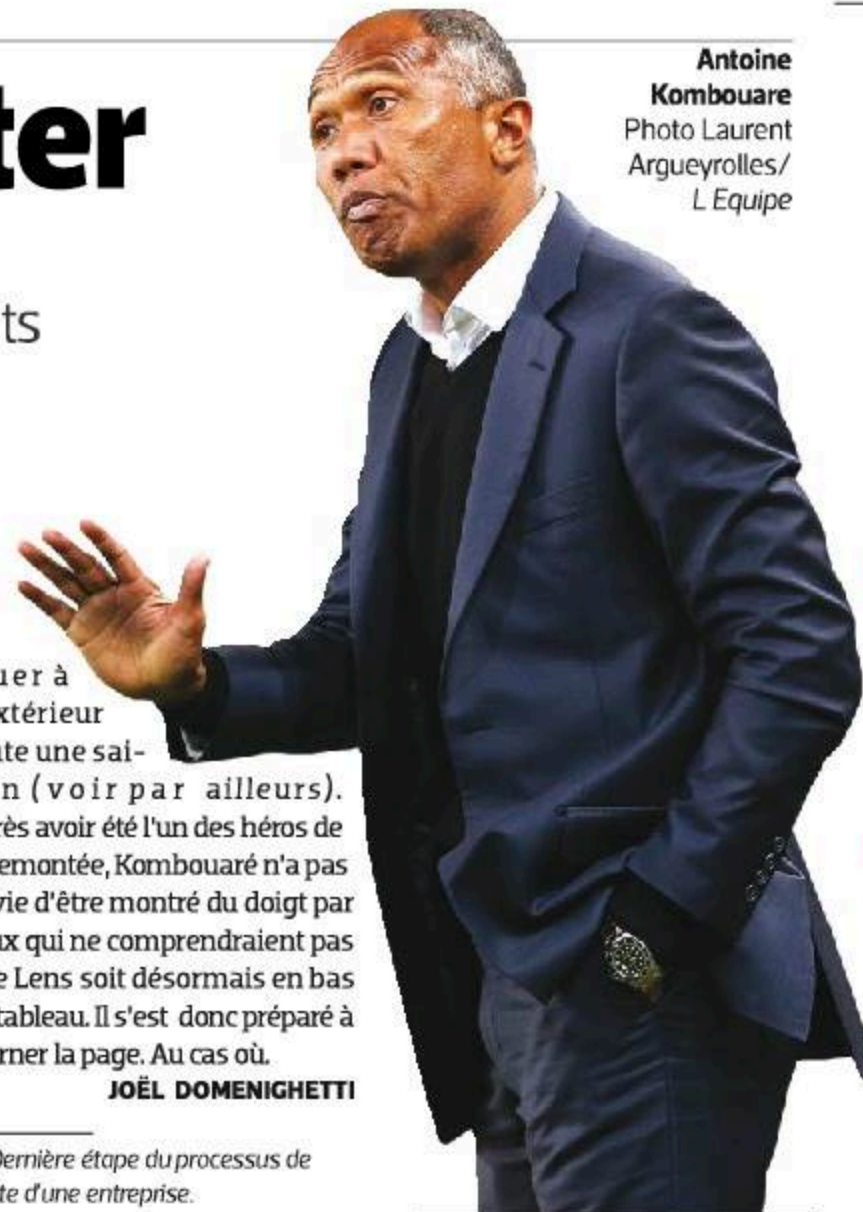 ter
Antoine
Kombouare
Photo Laurent
Argueyrolles/
L Equipe
ts
uer à
xtérieur
te une sai-
n (voir par ailleurs).
rès avoir été l'un des héros de
emontée, Kombouaré n'a pas
vie d'être montré du doigt par
ux qui ne comprendraient pas
e Lens soit désormais en bas
tableau. Il s'est donc préparé à
rner la page. Au cas où.
JOËL DOMENIGHETTI
Dernière étape du processus de
te d'une entreprise.